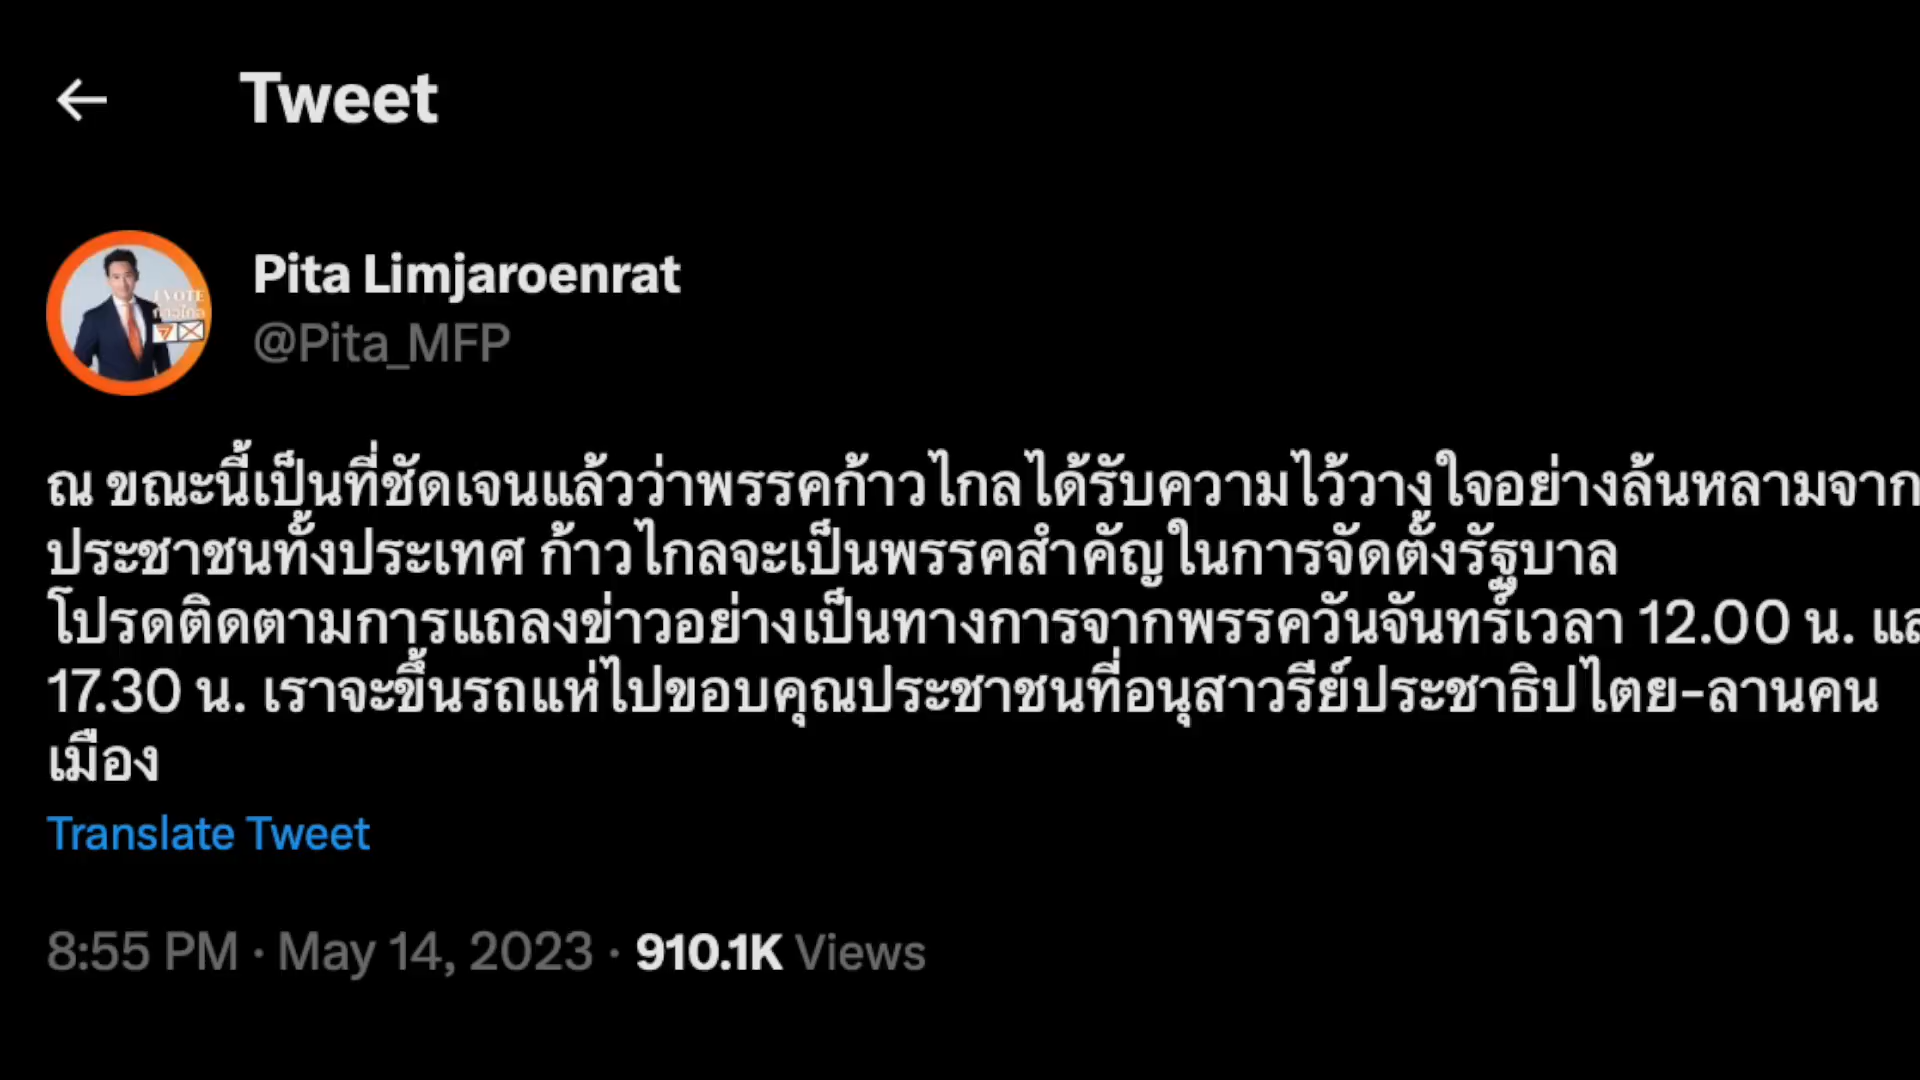 Tweet
Pita Limjaroenrat
@Pita_MFP
I VOTE
ก้าวไกล
ณ ขณะนี้เป็นที่ชัดเจนแล้วว่าพรรคก้าวไกลได้รับความไว้วางใจอย่างล้นหลามจาก
ประชาชนทั้งประเทศ ก้าวไกลจะเป็นพรรคสำคัญในการจัดตั้งรัฐบาล
โปรดติดตามการแถลงข่าวอย่างเป็นทางการจากพรรควันจันทร์เวลา 12.00 น.
17.30 น. เราจะขึ้นรถแห่ไปขอบคุณประชาชนที่อนุสาวรีย์ประชาธิปไตย-ลานคน
เมือง
Translate Tweet
8:55 PM · May 14, 2023 · 910.1K Views